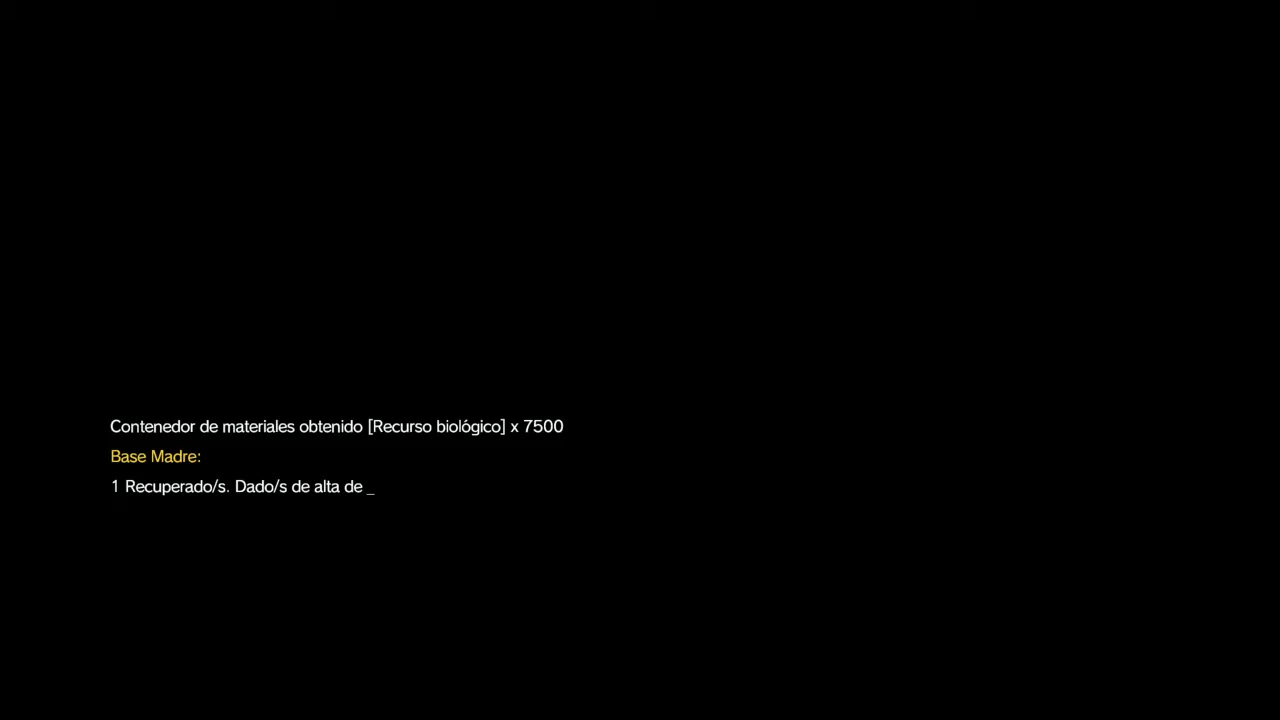 Contenedor de materiales obtenido [Recurso biológico] x 7500
Base Madre:
1 Recuperado/s. Dado/s de alta de _